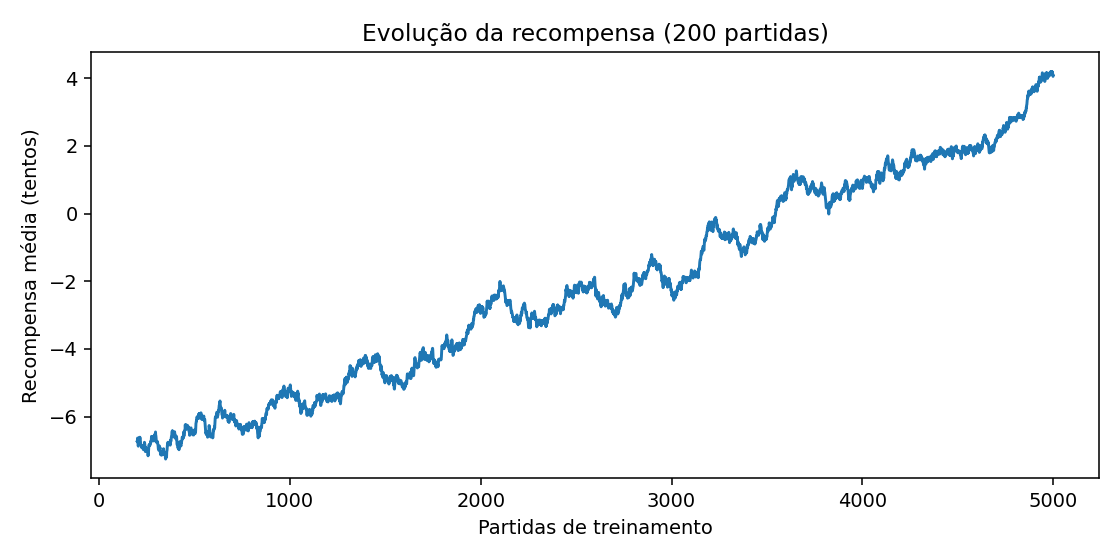 Evolução da recompensa (200 partidas)
Recompensa média (tentos)
4
2
0
−2
−4
−6
0 1000 2000 3000 4000 5000
Partidas de treinamento